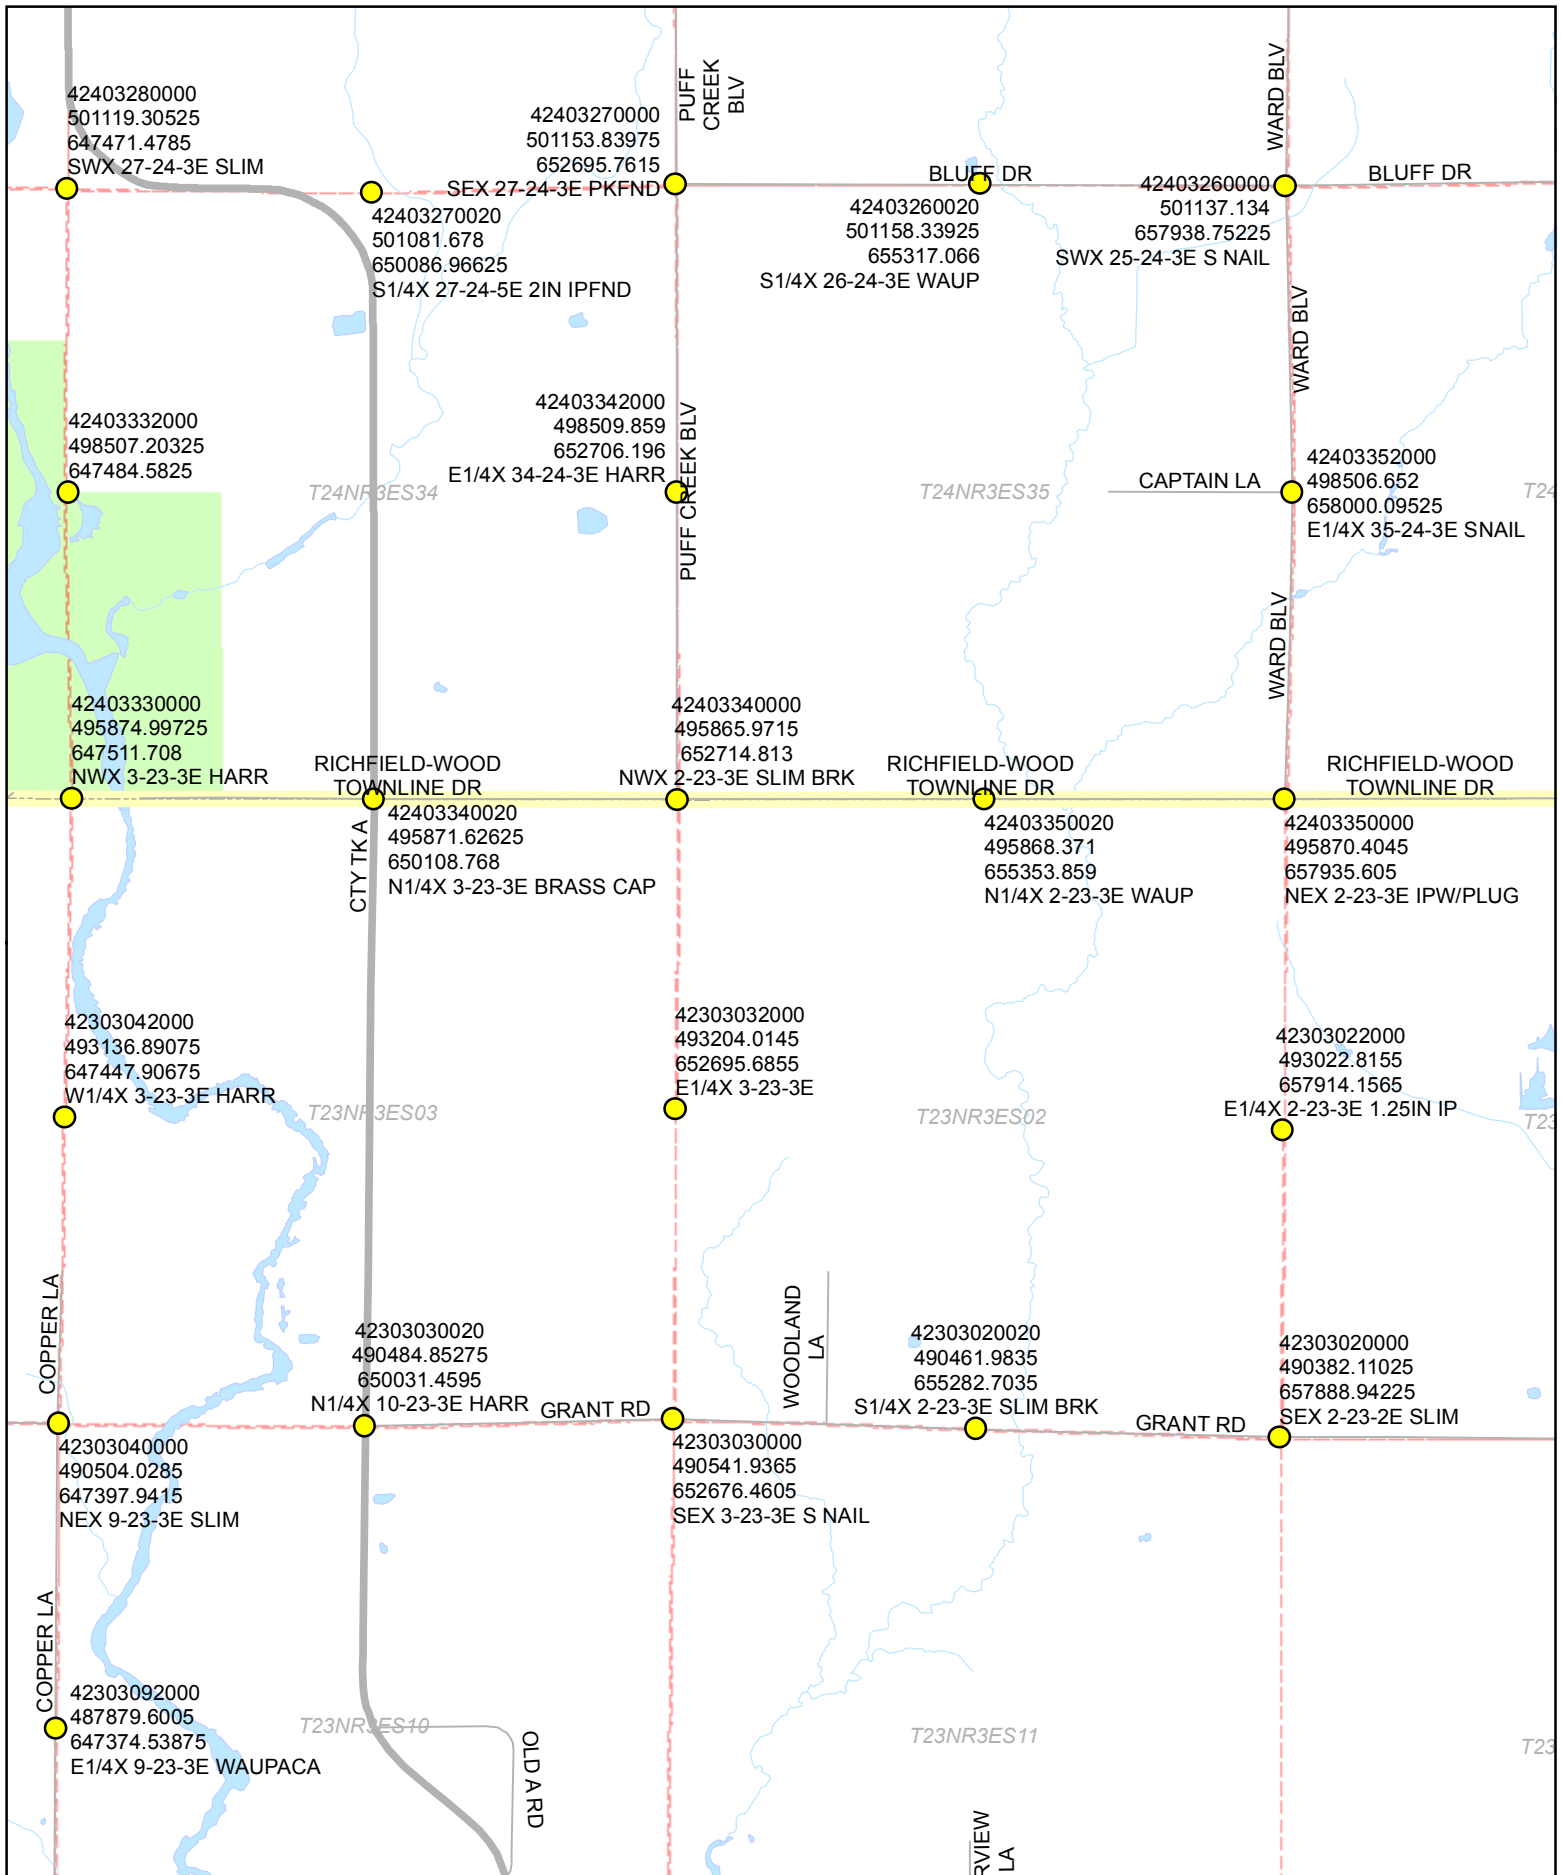 PUFF
CREEK
BLV
WARD BLV
42403280000
501119.30525
647471.4785
SWX 27-24-3E SLIM
42403270000
501153.83975
652695.7615
SEX 27-24-3E PKFND
BLUFF DR
BLUFF DR
42403270020
501081.678
650086.96625
S1/4X 27-24-5E 2IN IPFND
42403260020
501158.33925
655317.066
S1/4X 26-24-3E WAUP
42403260000
501137.134
657938.75225
SWX 25-24-3E S NAIL
WARD BLV
42403332000
498507.20325
647484.5825
T24NR3ES34
42403342000
498509.859
652706.196
E1/4X 34-24-3E HARR
PUFF CREEK BLV
T24NR3ES35
CAPTAIN LA
42403352000
498506.652
658000.09525
E1/4X 35-24-3E SNAIL
T24
WARD BLV
42403330000
495874.99725
647511.708
NWX 3-23-3E HARR
RICHFIELD-WOOD
TOWNLINE DR
42403340000
495865.9715
652714.813
NWX 2-23-3E SLIM BRK
RICHFIELD-WOOD
TOWNLINE DR
RICHFIELD-WOOD
TOWNLINE DR
CTY TK A
42403340020
495871.62625
650108.768
N1/4X 3-23-3E BRASS CAP
42403350020
495868.371
655353.859
N1/4X 2-23-3E WAUP
42403350000
495870.4045
657935.605
NEX 2-23-3E IPW/PLUG
42303042000
493136.89075
647447.90675
W1/4X 3-23-3E HARR
T23NR3ES03
42303032000
493204.0145
652695.6855
E1/4X 3-23-3E
T23NR3ES02
42303022000
493022.8155
657914.1565
E1/4X 2-23-3E 1.25IN IP
T23
COPPER LA
42303030020
490484.85275
650031.4595
N1/4X 10-23-3E HARR
GRANT RD
WOODLAND
LA
42303020020
490461.9835
655282.7035
S1/4X 2-23-3E SLIM BRK
GRANT RD
42303020000
490382.11025
657888.94225
SEX 2-23-2E SLIM
42303040000
490504.0285
647397.9415
NEX 9-23-3E SLIM
42303030000
490541.9365
652676.4605
SEX 3-23-3E S NAIL
COPPER LA
42303092000
487879.6005
647374.53875
E1/4X 9-23-3E WAUPACA
T23NR3ES10
OLD A RD
T23NR3ES11
T23
RVIEW
LA